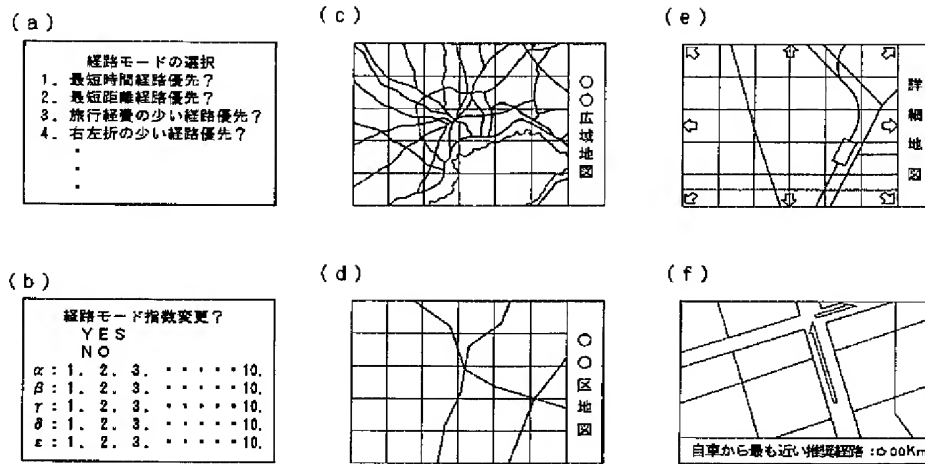 (a)
経路モードの選択
1. 最短時間経路優先?
2. 最短距離経路優先?
3. 旅行経費の少い経路優先?
4. 右左折の少い経路優先?
・
・
・
(b)
経路モード指数変更?
YES
NO
α:1. 2. 3. ・・・・・10.
β:1. 2. 3. ・・・・・10.
γ:1. 2. 3. ・・・・・10.
δ:1. 2. 3. ・・・・・10.
ε:1. 2. 3. ・・・・・10.
(c)
○○広域地図
(d)
○○区地図
(e)
詳細地図
(f)
自車から最も近い推奨経路:○○○Km